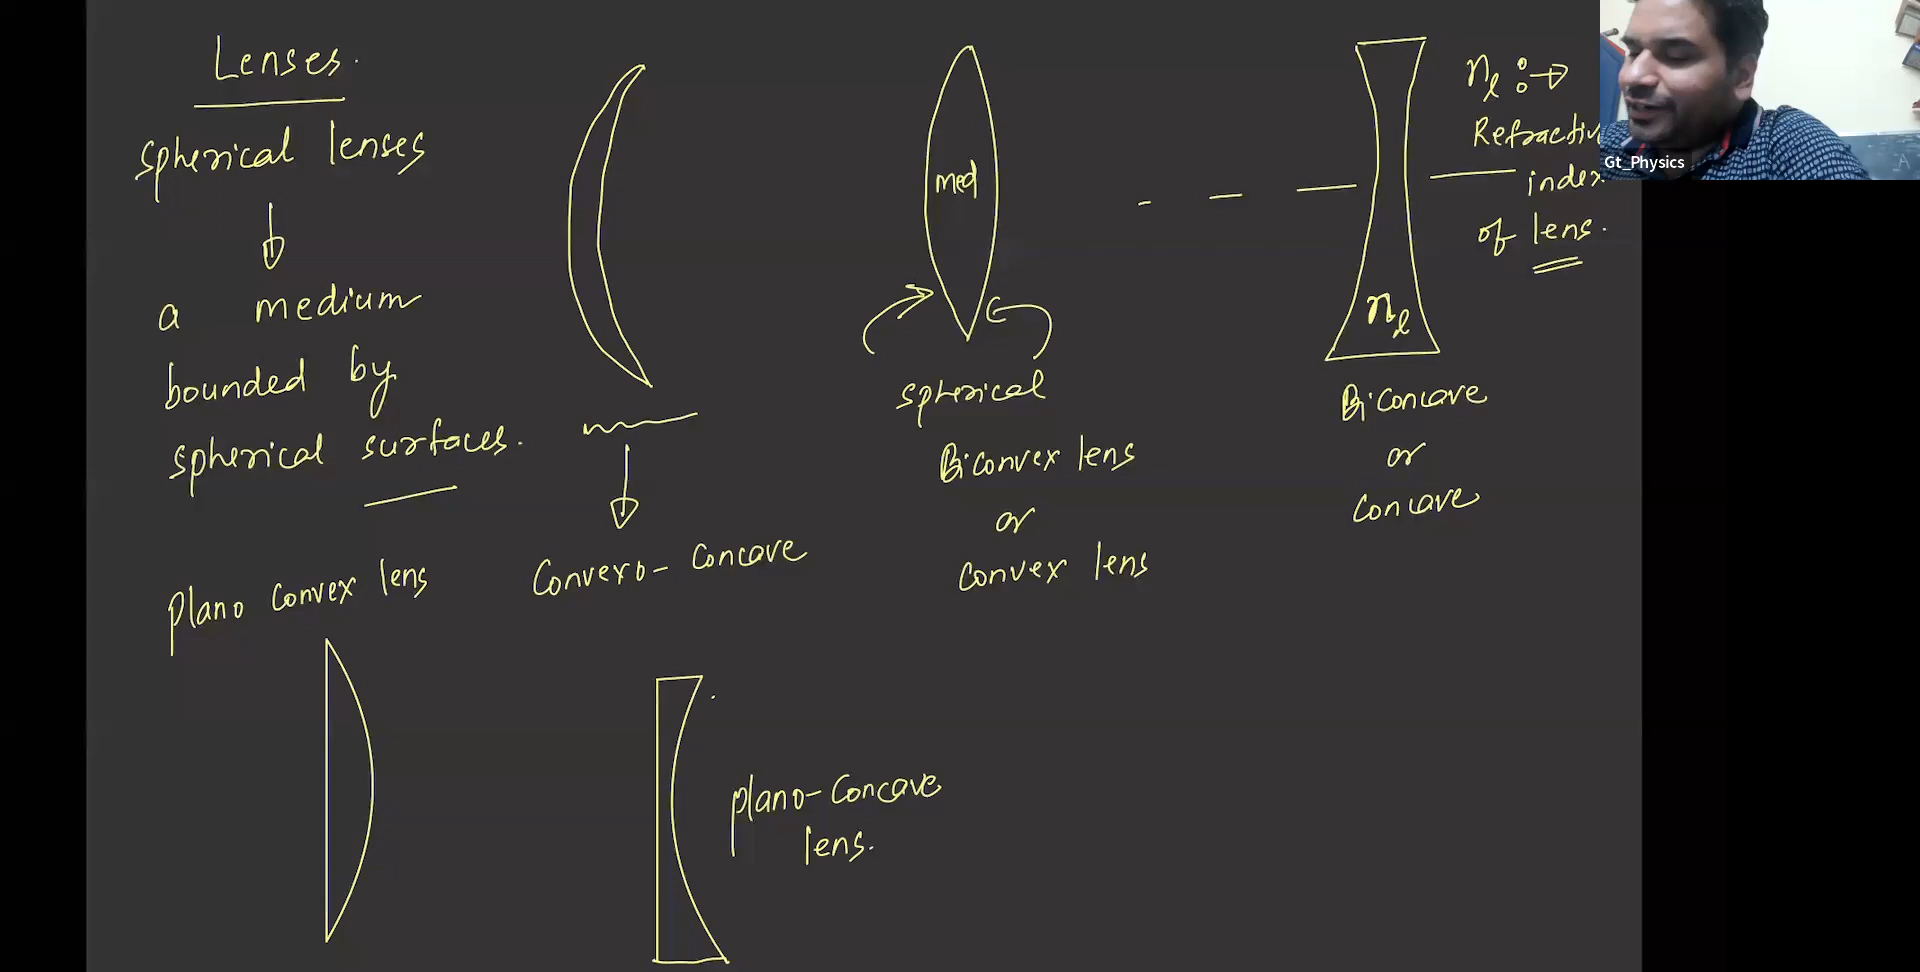 Lenses.
spherical lenses
a medium
bounded by
spherical surfaces.
plano convex lens
Convexo-Concave
med
spherical
Biconvex lens
or
convex lens
nℓ
Biconcave
or
Concave
nℓ :→
Refractiv
index
of lens.
plano-Concave
lens.
Gt_Physics